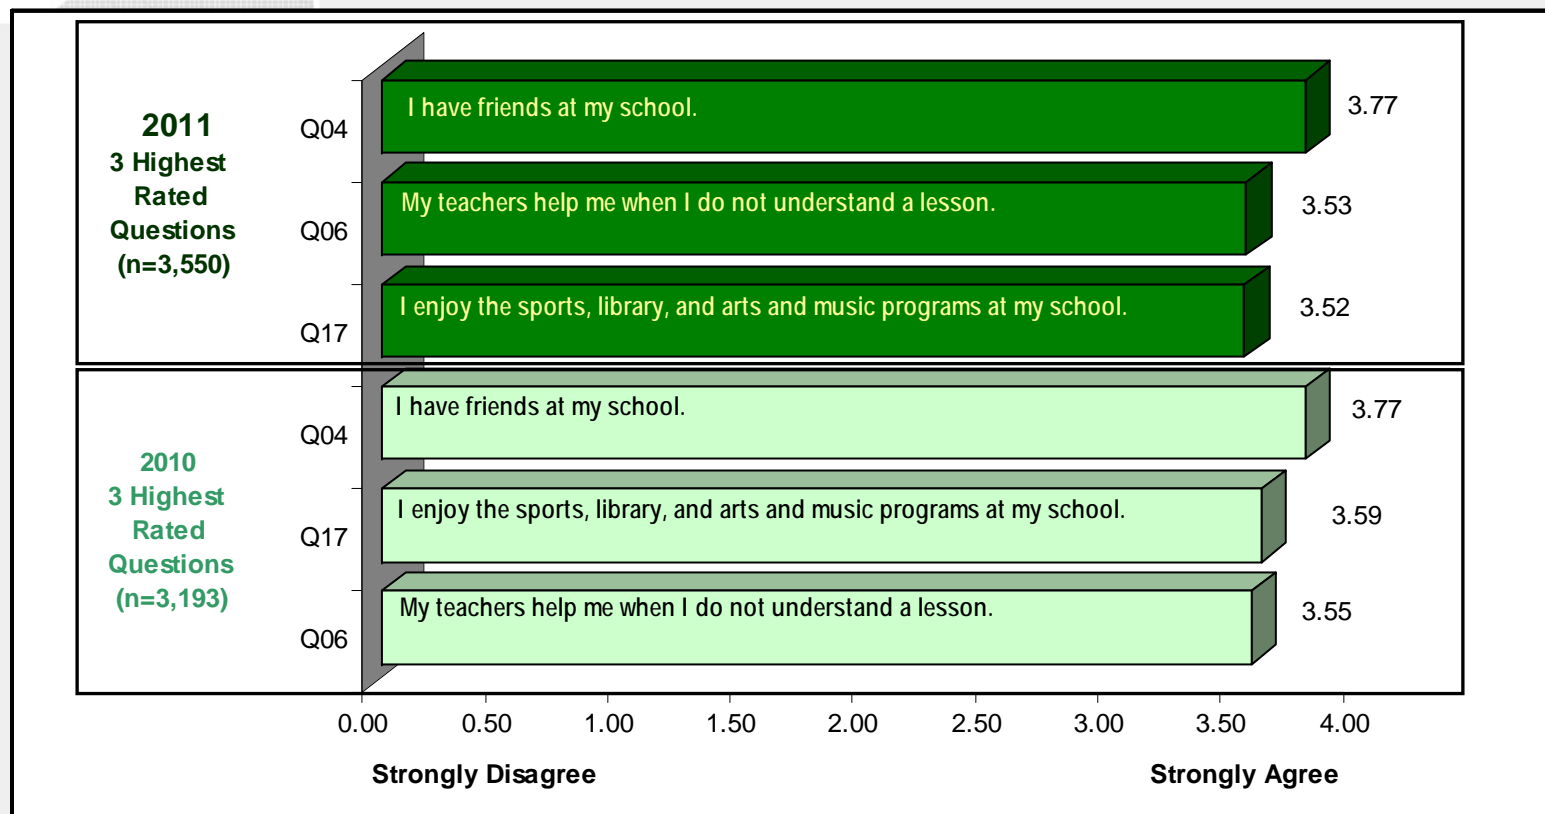 2011
3 Highest
Rated
Questions
(n=3,550)
Q04
I have friends at my school.
3.77
Q06
My teachers help me when I do not understand a lesson.
3.53
Q17
I enjoy the sports, library, and arts and music programs at my school.
3.52
2010
3 Highest
Rated
Questions
(n=3,193)
Q04
I have friends at my school.
3.77
Q17
I enjoy the sports, library, and arts and music programs at my school.
3.59
Q06
My teachers help me when I do not understand a lesson.
3.55
0.00 0.50 1.00 1.50 2.00 2.50 3.00 3.50 4.00
Strongly Disagree Strongly Agree